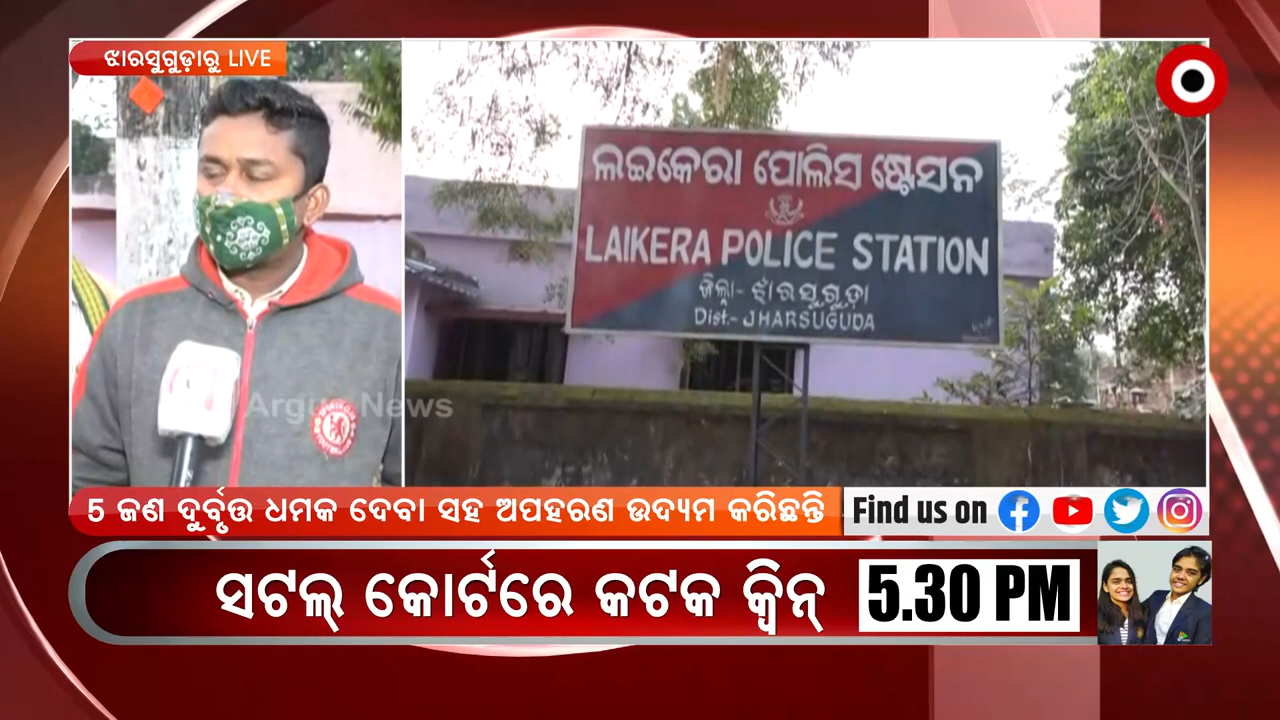 ଝାରସୁଗୁଡ଼ାରୁ LIVE
ଲଇକେରା ପୋଲିସ ଷ୍ଟେସନ
LAIKERA POLICE STATION
ଜିଲ୍ଲା- ଝାରସୁଗୁଡ଼ା
Dist.- JHARSUGUDA
Argus News
5 ଜଣ ଦୁର୍ବୃତ୍ତ ଧମକ ଦେବା ସହ ଅପହରଣ ଉଦ୍ୟମ କରିଛନ୍ତି
Find us on
ସଟଲ୍ କୋର୍ଟରେ କଟକ କ୍ୱିନ୍
5.30 PM